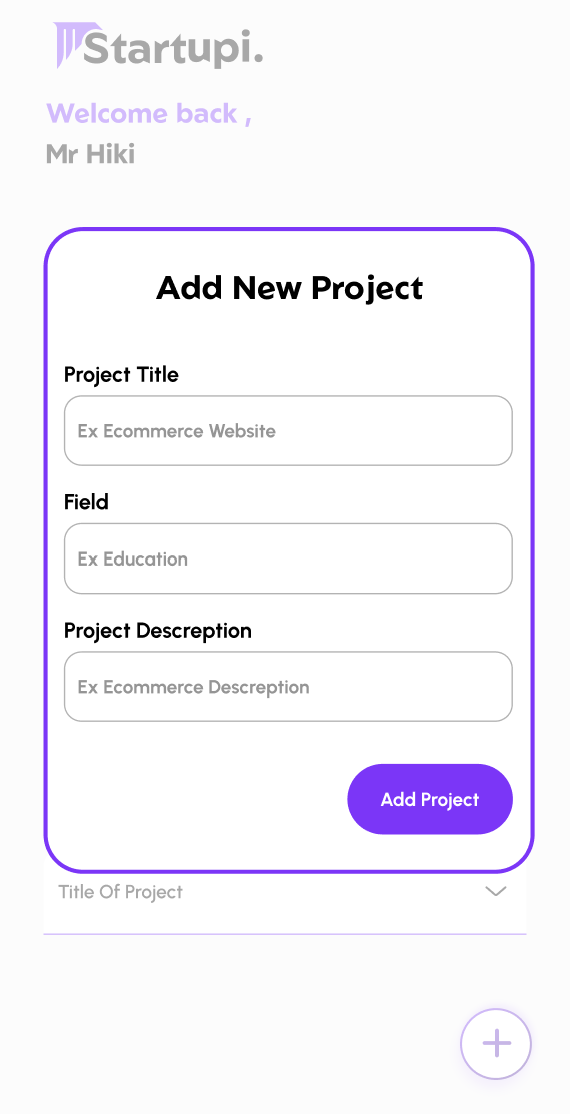 Startupi.
Welcome back ,
Mr Hiki
Add New Project
Project Title
Ex Ecommerce Website
Field
Ex Education
Project Descreption
Ex Ecommerce Descreption
Add Project
Title Of Project